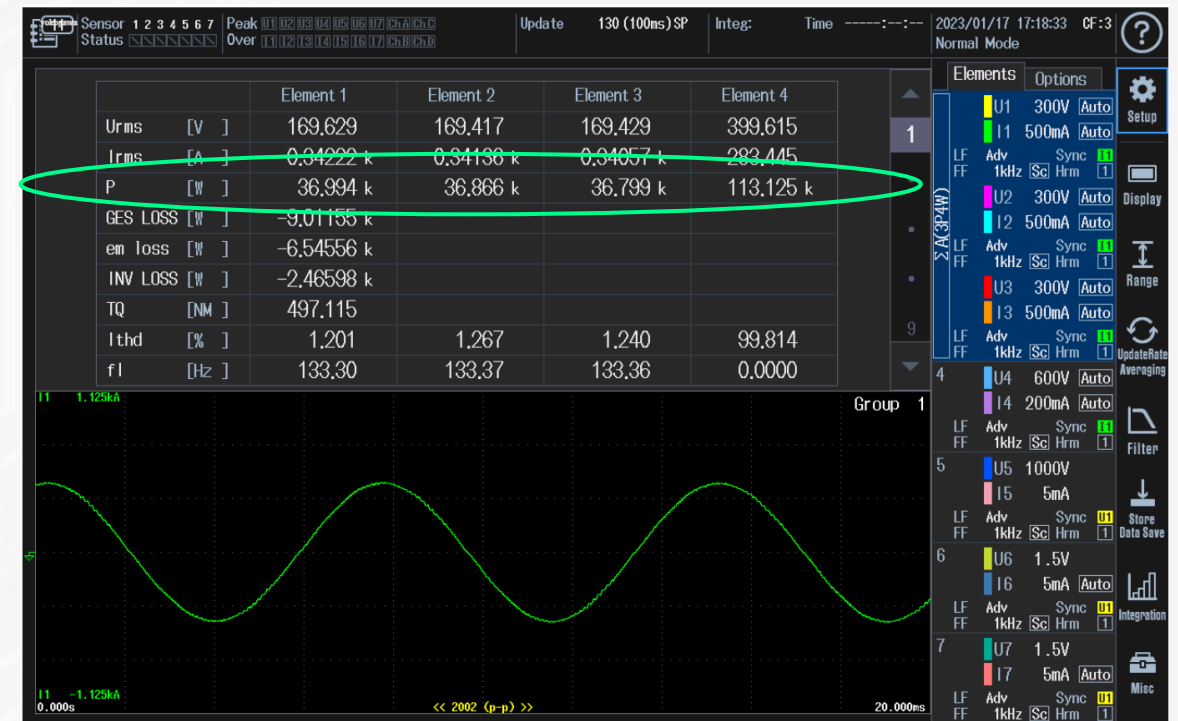 Sensor 1 2 3 4 5 6 7 Peak U1 U2 U3 U4 U5 U6 U7 ChA ChC Update 130 (100ms) SP Integ: Time -----:--:-- 2023/01/17 17:18:33 CF:3
Status Over I1 I2 I3 I4 I5 I6 I7 ChB ChD Normal Mode
?
Element 1 Element 2 Element 3 Element 4
Urms [V ] 169.629 169.417 169.429 399.615
Irms [A ] 0.34222 k 0.34136 k 0.34057 k 283.445
P [W ] 36.994 k 36.866 k 36.799 k 113.125 k
GES LOSS [W ] -9.01155 k
em loss [W ] -6.54556 k
INV LOSS [W ] -2.46598 k
TQ [NM ] 497.115
Ithd [% ] 1.201 1.267 1.240 99.814
fI [Hz ] 133.30 133.37 133.36 0.0000
1
9
I1 1.125kA
Group 1
I1 -1.125kA
0.000s << 2002 (p-p) >> 20.000ms
Elements Options
ΣA(3P4W)
U1 300V Auto
I1 500mA Auto
LF Adv Sync I1
FF 1kHz Sc Hrm 1
U2 300V Auto
I2 500mA Auto
LF Adv Sync I1
FF 1kHz Sc Hrm 1
U3 300V Auto
I3 500mA Auto
LF Adv Sync I1
FF 1kHz Sc Hrm 1
4 U4 600V Auto
I4 200mA Auto
LF Adv Sync I1
FF 1kHz Sc Hrm 1
5 U5 1000V
I5 5mA
LF Adv Sync U1
FF 1kHz Sc Hrm 1
6 U6 1.5V
I6 5mA Auto
LF Adv Sync U1
FF 1kHz Sc Hrm 1
7 U7 1.5V
I7 5mA Auto
LF Adv Sync U1
FF 1kHz Sc Hrm 1
Setup
Display
Range
UpdateRate
Averaging
Filter
Store
Data Save
Integration
Misc